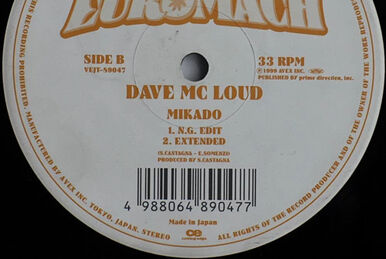 EUROMACH
SIDE B
VEJT-89047
33 RPM
Ⓟ 1999 AVEX INC.
PUBLISHED BY prime direction, inc.
DAVE MC LOUD
MIKADO
1. N.G. EDIT
2. EXTENDED
(S.CASTAGNA - E.SOMENZI)
PRODUCED BY S.CASTAGNA
4 988064 890477
Made in Japan
THIS RECORDING PROHIBITED. MANUFACTURED BY AVEX INC. TOKYO, JAPAN. STEREO
ALL RIGHTS OF THE RECORD PRODUCER AND OF THE OWNER OF THE WORK